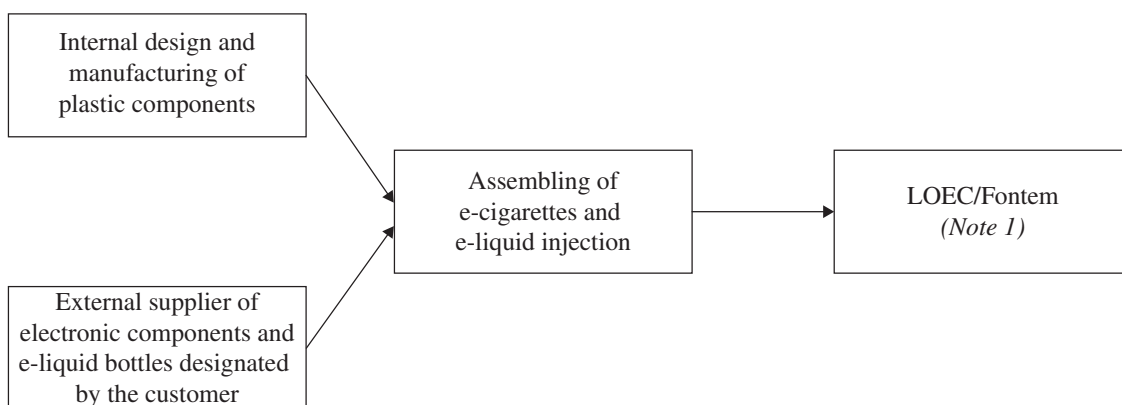 Internal design and
manufacturing of
plastic components
External supplier of
electronic components and
e-liquid bottles designated
by the customer
Assembling of
e-cigarettes and
e-liquid injection
LOEC/Fontem
(Note 1)